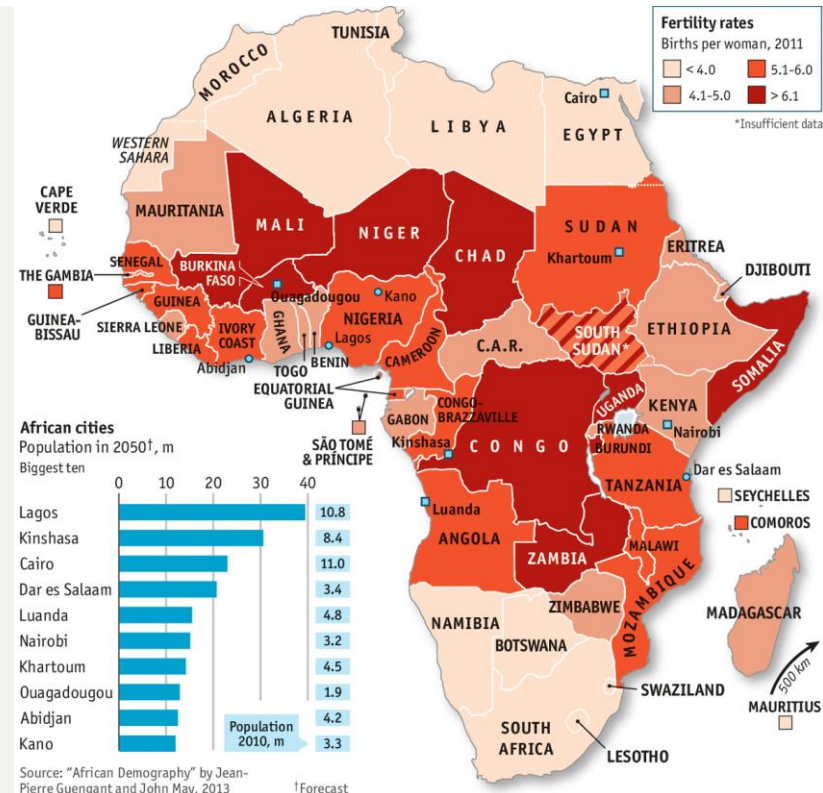 Fertility rates
Births per woman, 2011
< 4.0
5.1-6.0
4.1-5.0
> 6.1
*Insufficient data
TUNISIA
MOROCCO
ALGERIA
LIBYA
Cairo
EGYPT
WESTERN
SAHARA
CAPE
VERDE
MAURITANIA
MALI
NIGER
CHAD
SUDAN
Khartoum
ERITREA
DJIBOUTI
SENEGAL
THE GAMBIA
BURKINA
FASO
Ouagadougou
Kano
GUINEA-
BISSAU
GUINEA
NIGERIA
SIERRA LEONE
IVORY
COAST
GHANA
Lagos
LIBERIA
Abidjan
TOGO
BENIN
CAMEROON
C.A.R.
SOUTH
SUDAN*
ETHIOPIA
SOMALIA
EQUATORIAL
GUINEA
GABON
CONGO-
BRAZZAVILLE
UGANDA
KENYA
Kinshasa
CONGO
RWANDA
BURUNDI
Nairobi
SÃO TOMÉ
& PRÍNCIPE
Dar es Salaam
TANZANIA
SEYCHELLES
Luanda
ANGOLA
COMOROS
MALAWI
ZAMBIA
MOZAMBIQUE
ZIMBABWE
MADAGASCAR
NAMIBIA
BOTSWANA
500 km
SWAZILAND
MAURITIUS
SOUTH
AFRICA
LESOTHO
African cities
Population in 2050†, m
Biggest ten
0 10 20 30 40
Lagos 10.8
Kinshasa 8.4
Cairo 11.0
Dar es Salaam 3.4
Luanda 4.8
Nairobi 3.2
Khartoum 4.5
Ouagadougou 1.9
Abidjan 4.2
Kano 3.3
Population
2010, m
Source: "African Demography" by Jean-
Pierre Guengant and John May, 2013
†Forecast